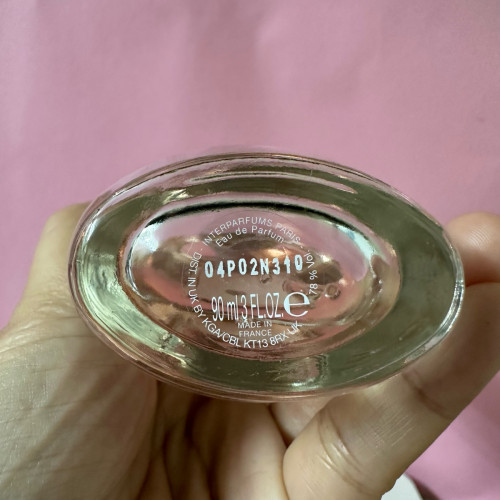 INTERPARFUMS PARIS
Eau de Parfum
04P02N310
90 ml 3 FL.OZ. e
MADE IN
FRANCE
DIST. IN UK BY KGA/CBL KT13 8RX UK
78 % Vol